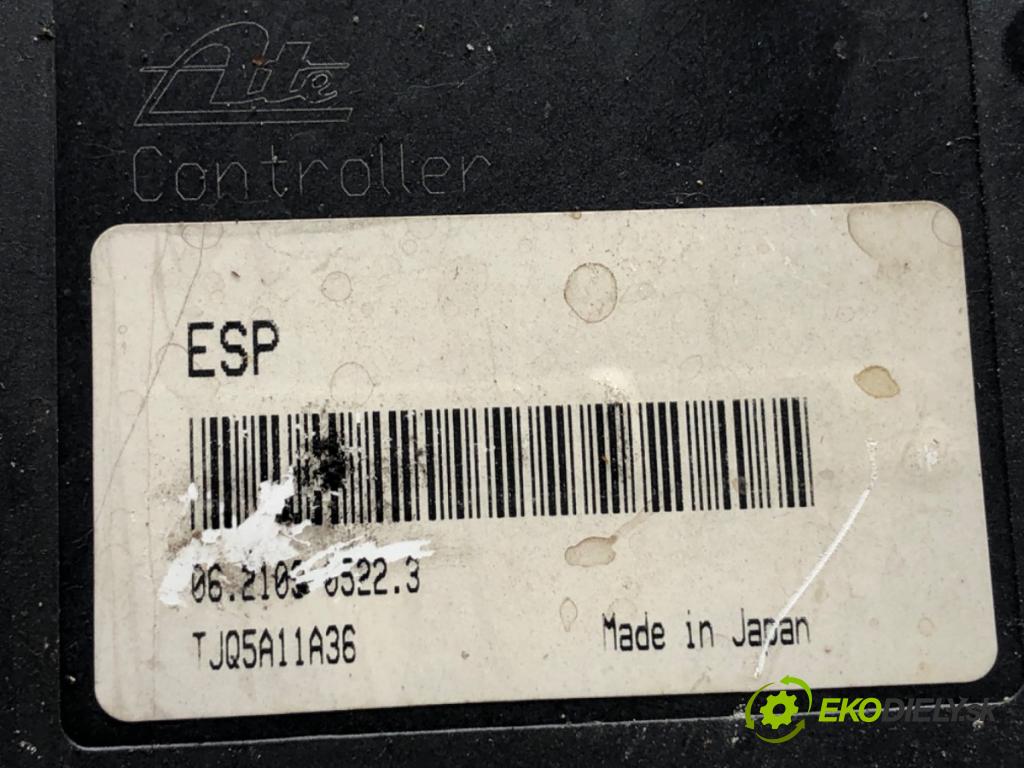 Ate
Controller
ESP
TJQ5A11A36
Made in Japan
EKODIELY.SK